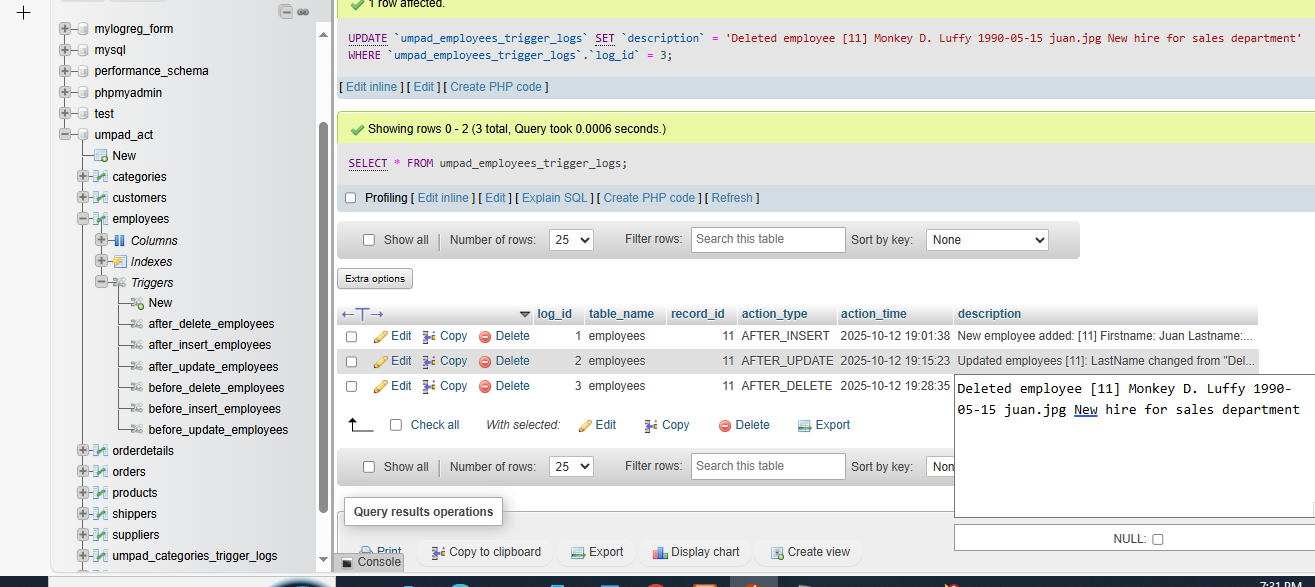 mylogreg_form
mysql
performance_schema
phpmyadmin
test
umpad_act
New
categories
customers
employees
Columns
Indexes
Triggers
New
after_delete_employees
after_insert_employees
after_update_employees
before_delete_employees
before_insert_employees
before_update_employees
orderdetails
orders
products
shippers
suppliers
umpad_categories_trigger_logs
1 row affected.
UPDATE `umpad_employees_trigger_logs` SET `description` = 'Deleted employee [11] Monkey D. Luffy 1990-05-15 juan.jpg New hire for sales department'
WHERE `umpad_employees_trigger_logs`.`log_id` = 3;
[ Edit inline ] [ Edit ] [ Create PHP code ]
Showing rows 0 - 2 (3 total, Query took 0.0006 seconds.)
SELECT * FROM umpad_employees_trigger_logs;
Profiling [ Edit inline ] [ Edit ] [ Explain SQL ] [ Create PHP code ] [ Refresh ]
Show all Number of rows: 25 Filter rows: Search this table Sort by key: None
Extra options
←T→ log_id table_name record_id action_type action_time description
Edit Copy Delete 1 employees 11 AFTER_INSERT 2025-10-12 19:01:38 New employee added: [11] Firstname: Juan Lastname:...
Edit Copy Delete 2 employees 11 AFTER_UPDATE 2025-10-12 19:15:23 Updated employees [11]: LastName changed from "Del...
Edit Copy Delete 3 employees 11 AFTER_DELETE 2025-10-12 19:28:35
Deleted employee [11] Monkey D. Luffy 1990-
05-15 juan.jpg New hire for sales department
Check all With selected: Edit Copy Delete Export
Show all Number of rows: 25 Filter rows: Search this table Sort by key: Non
Query results operations
NULL:
Print Copy to clipboard Export Display chart Create view
Console
7:31 PM